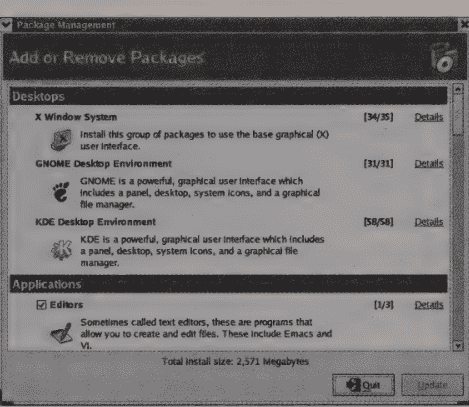 Package Management
Add or Remove Packages
Desktops
X Window System [34/35] Details
Install this group of packages to use the base graphical (X)
user interface.
GNOME Desktop Environment [31/31] Details
GNOME is a powerful, graphical user interface which
includes a panel, desktop, system icons, and a graphical
file manager.
KDE Desktop Environment [58/58] Details
KDE is a powerful, graphical user interface which includes
a panel, desktop, system icons, and a graphical file
manager.
Applications
Editors [1/3] Details
Sometimes called text editors, these are programs that
allow you to create and edit files. These include Emacs and
Vi.
Total install size: 2,571 Megabytes
Quit Update